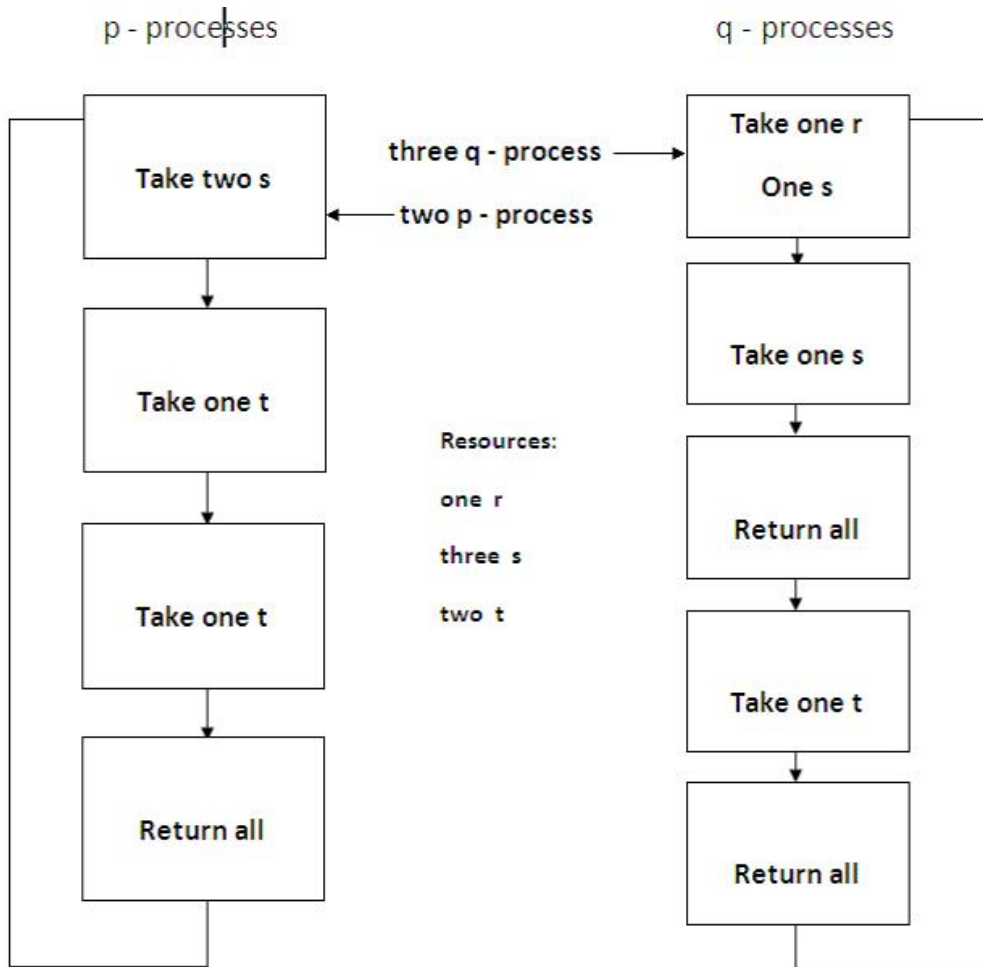 p - processes
q - processes
Take two s
Take one t
Take one t
Return all
three q - process
two p - process
Resources:
one r
three s
two t
Take one r
One s
Take one s
Return all
Take one t
Return all